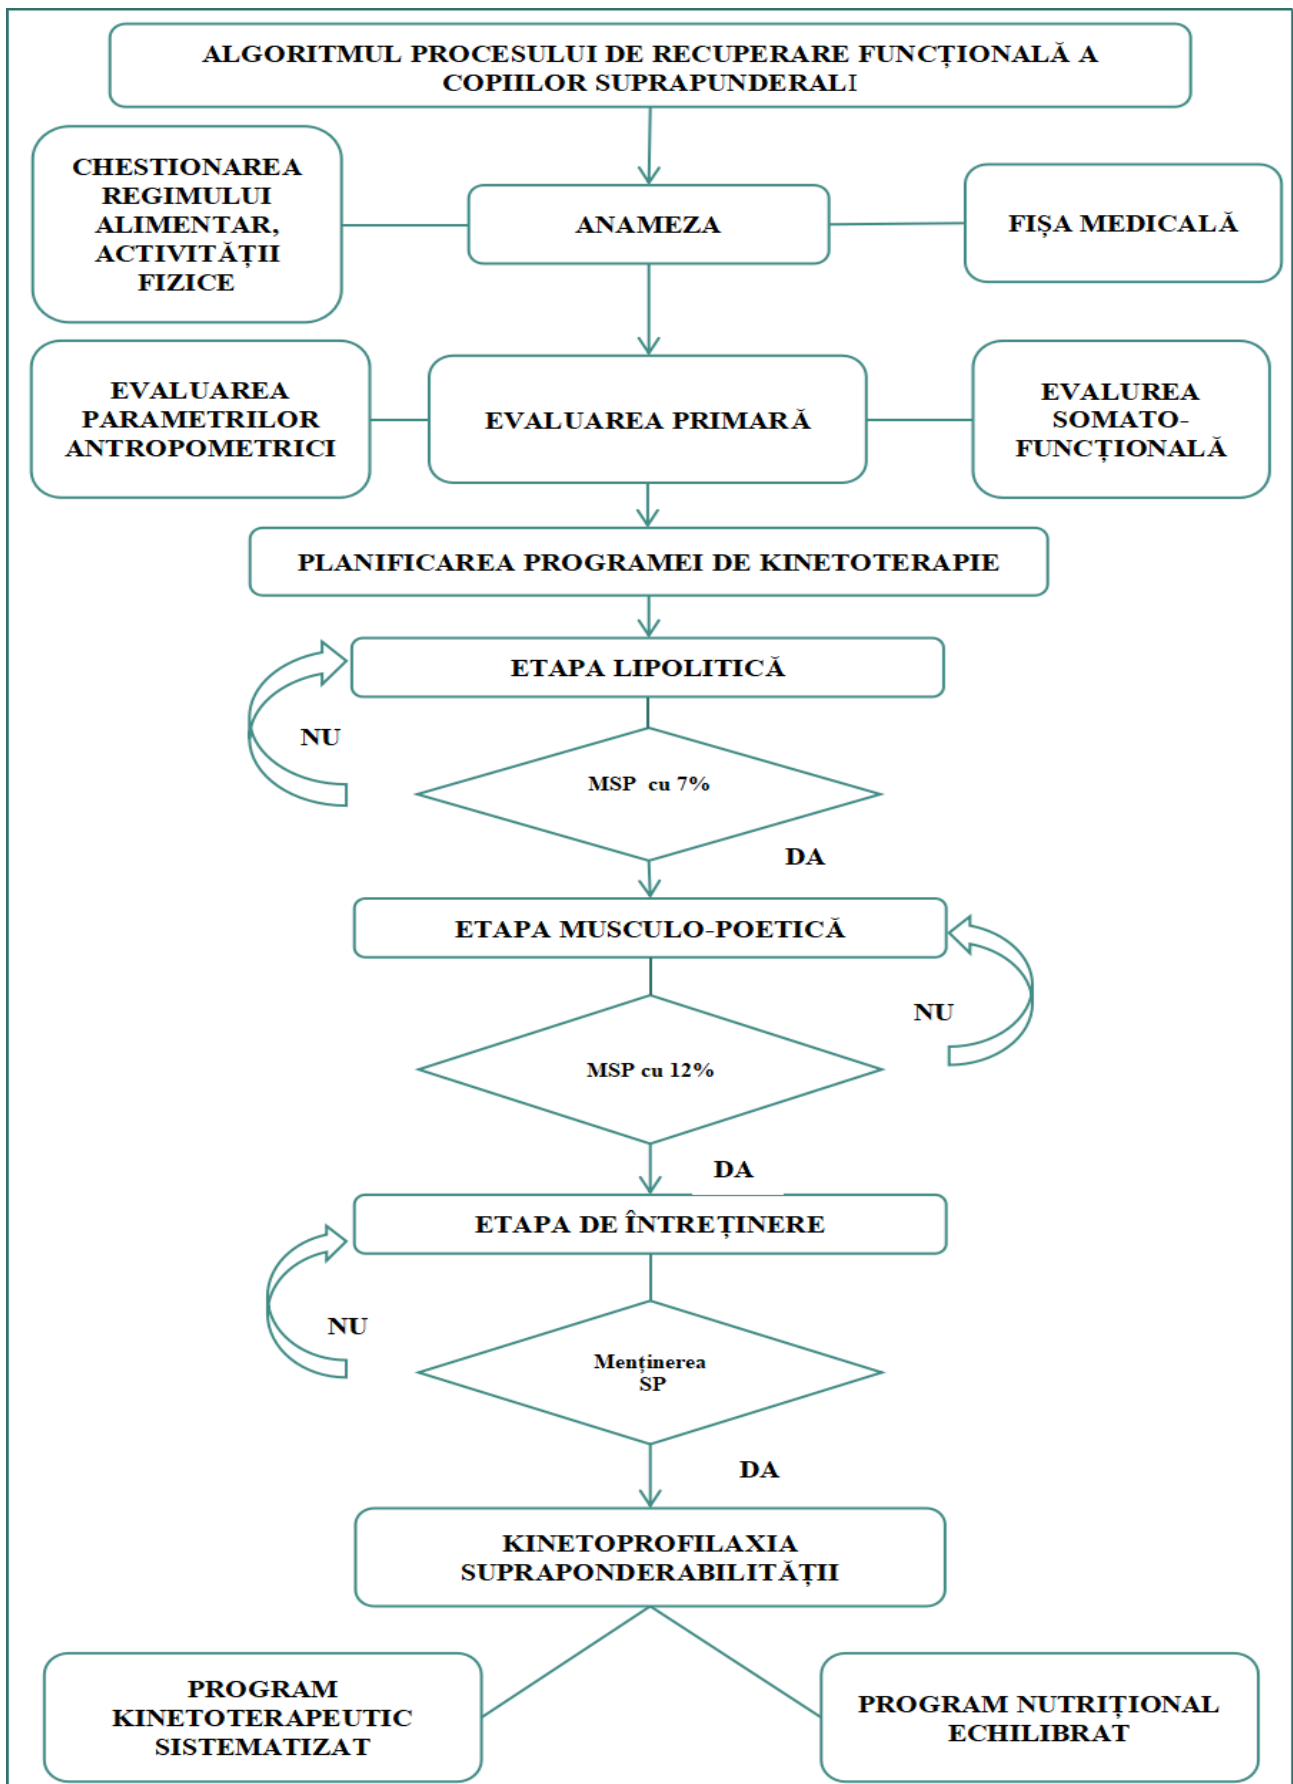 ALGORITMUL PROCESULUI DE RECUPERARE FUNCȚIONALĂ A
COPIILOR SUPRAPUNDERALI
CHESTIONAREA
REGIMULUI
ALIMENTAR,
ACTIVITĂȚII
FIZICE
ANAMEZA
FIȘA MEDICALĂ
EVALUAREA
PARAMETRILOR
ANTROPOMETRICI
EVALUAREA PRIMARĂ
EVALUREA
SOMATO-
FUNCȚIONALĂ
PLANIFICAREA PROGRAMEI DE KINETOTERAPIE
ETAPA LIPOLITICĂ
NU
MSP cu 7%
DA
ETAPA MUSCULO-POETICĂ
NU
MSP cu 12%
DA
ETAPA DE ÎNTREȚINERE
NU
Menținerea
SP
DA
KINETOPROFILAXIA
SUPRAPONDERABILITĂȚII
PROGRAM
KINETOTERAPEUTIC
SISTEMATIZAT
PROGRAM NUTRIȚIONAL
ECHILIBRAT